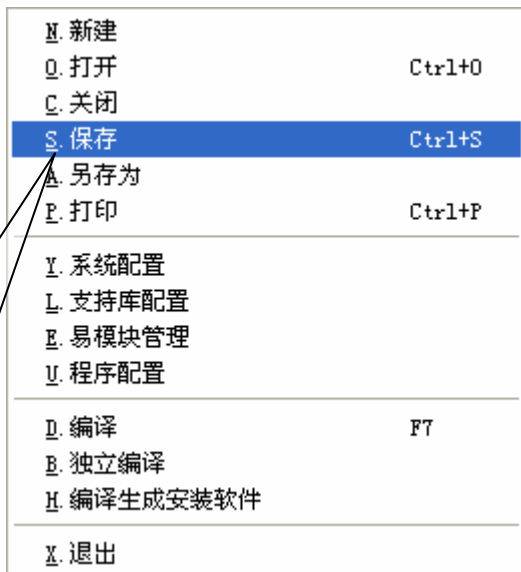 N.新建
O.打开 Ctrl+O
C.关闭
S.保存 Ctrl+S
A.另存为
P.打印 Ctrl+P
Y.系统配置
L.支持库配置
E.易模块管理
U.程序配置
D.编译 F7
B.独立编译
H.编译生成安装软件
X.退出